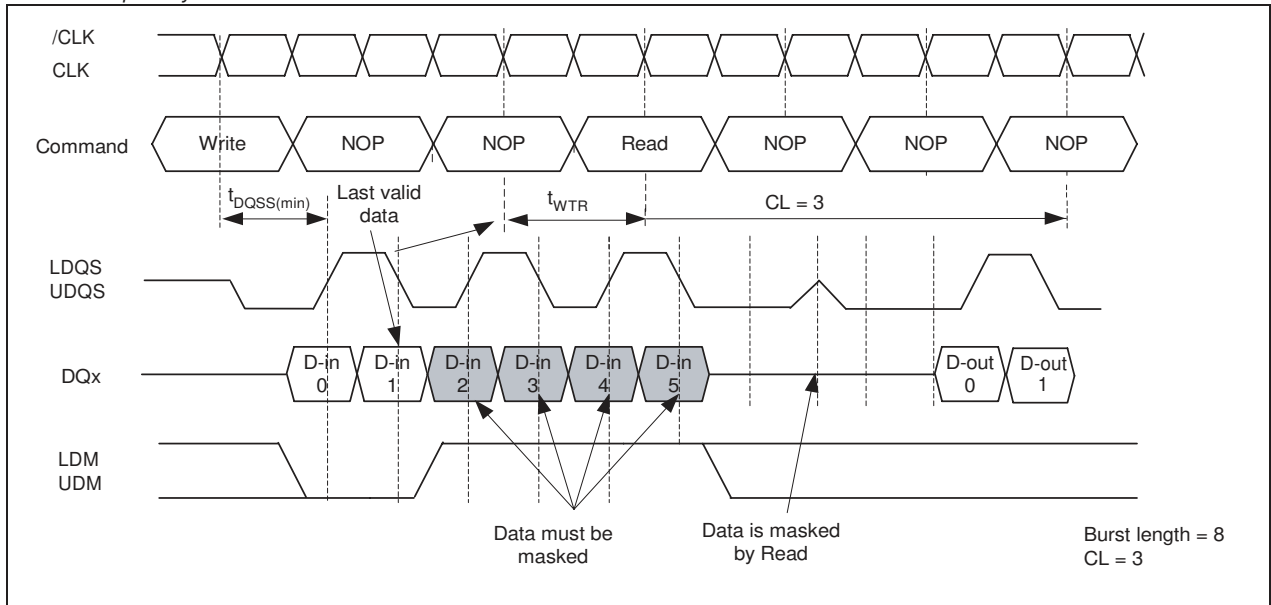 /CLK
CLK
Command
Write
NOP
NOP
Read
NOP
NOP
NOP
tDQSS(min)
Last valid
data
tWTR
CL = 3
LDQS
UDQS
DQx
D-in
0
D-in
1
D-in
2
D-in
3
D-in
4
D-in
5
D-out
0
D-out
1
LDM
UDM
Data must be
masked
Data is masked
by Read
Burst length = 8
CL = 3